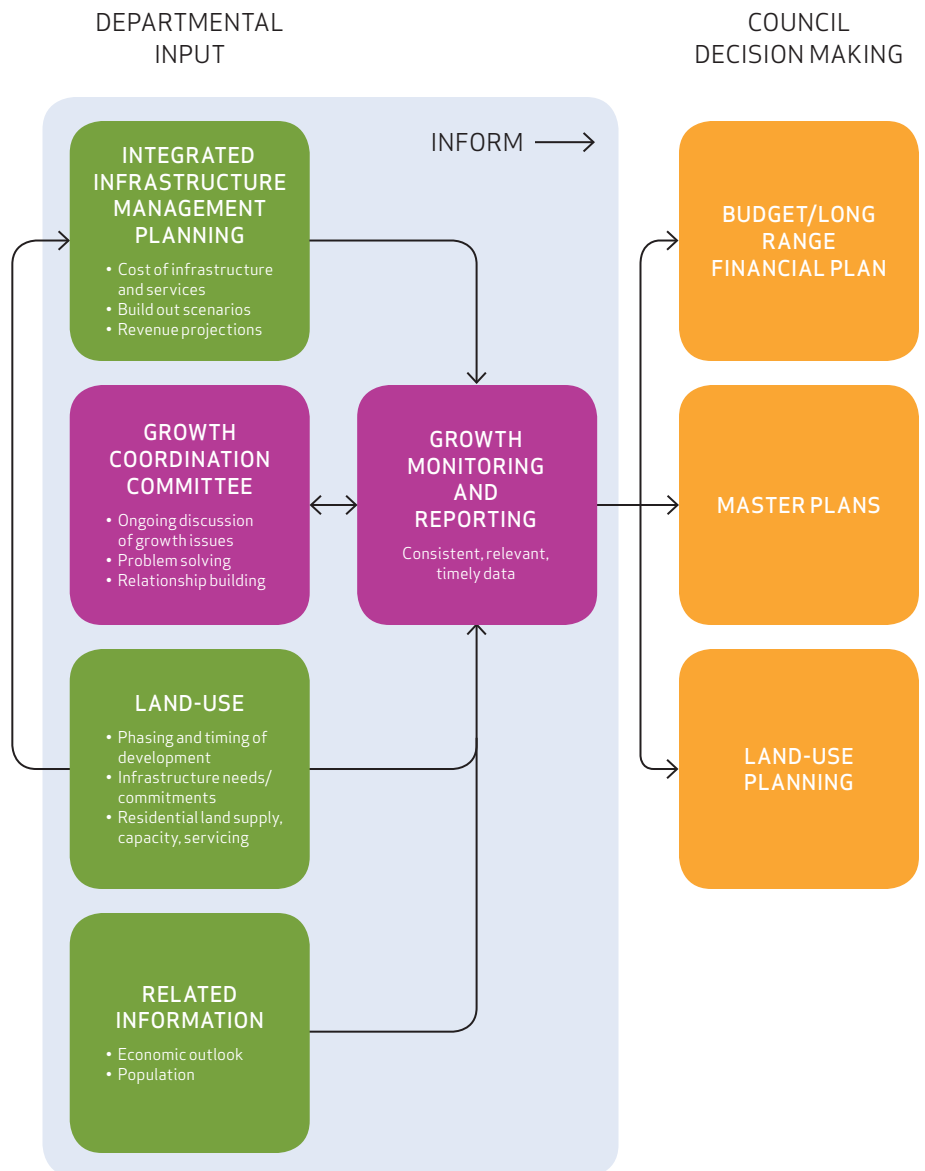 DEPARTMENTAL
INPUT
COUNCIL
DECISION MAKING
INFORM
INTEGRATED
INFRASTRUCTURE
MANAGEMENT
PLANNING
• Cost of infrastructure
and services
• Build out scenarios
• Revenue projections
GROWTH
COORDINATION
COMMITTEE
• Ongoing discussion
of growth issues
• Problem solving
• Relationship building
GROWTH
MONITORING
AND
REPORTING
Consistent, relevant,
timely data
LAND-USE
• Phasing and timing of
development
• Infrastructure needs/
commitments
• Residential land supply,
capacity, servicing
RELATED
INFORMATION
• Economic outlook
• Population
BUDGET/LONG
RANGE
FINANCIAL PLAN
MASTER PLANS
LAND-USE
PLANNING